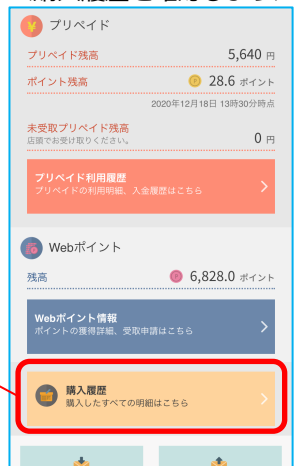 プリペイド
プリペイド残高 5,640 円
ポイント残高 28.6 ポイント
2020年12月18日 13時30分時点
未受取プリペイド残高
店頭でお受け取りください。 0 円
プリペイド利用履歴
プリペイドの利用明細、入金履歴はこちら
Webポイント
残高 6,828.0 ポイント
Webポイント情報
ポイントの獲得詳細、受取申請はこちら
購入履歴
購入したすべての明細はこちら